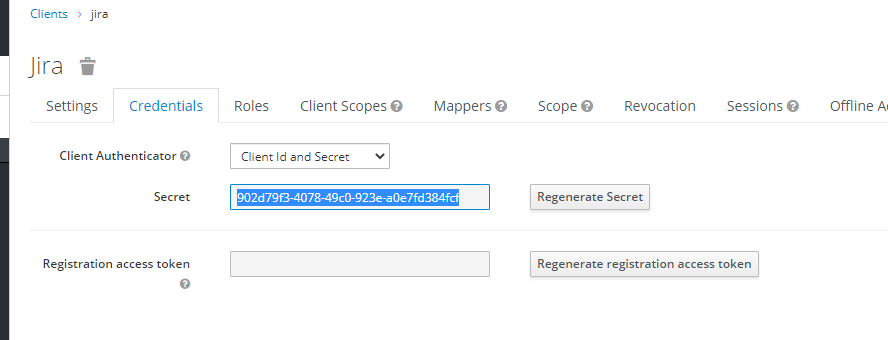 Clients > jira
Jira
Settings Credentials Roles Client Scopes ? Mappers ? Scope ? Revocation Sessions ? Offline Ac
Client Authenticator ? Client Id and Secret
Secret 902d79f3-4078-49c0-923e-a0e7fd384fcf Regenerate Secret
Registration access token Regenerate registration access token
?